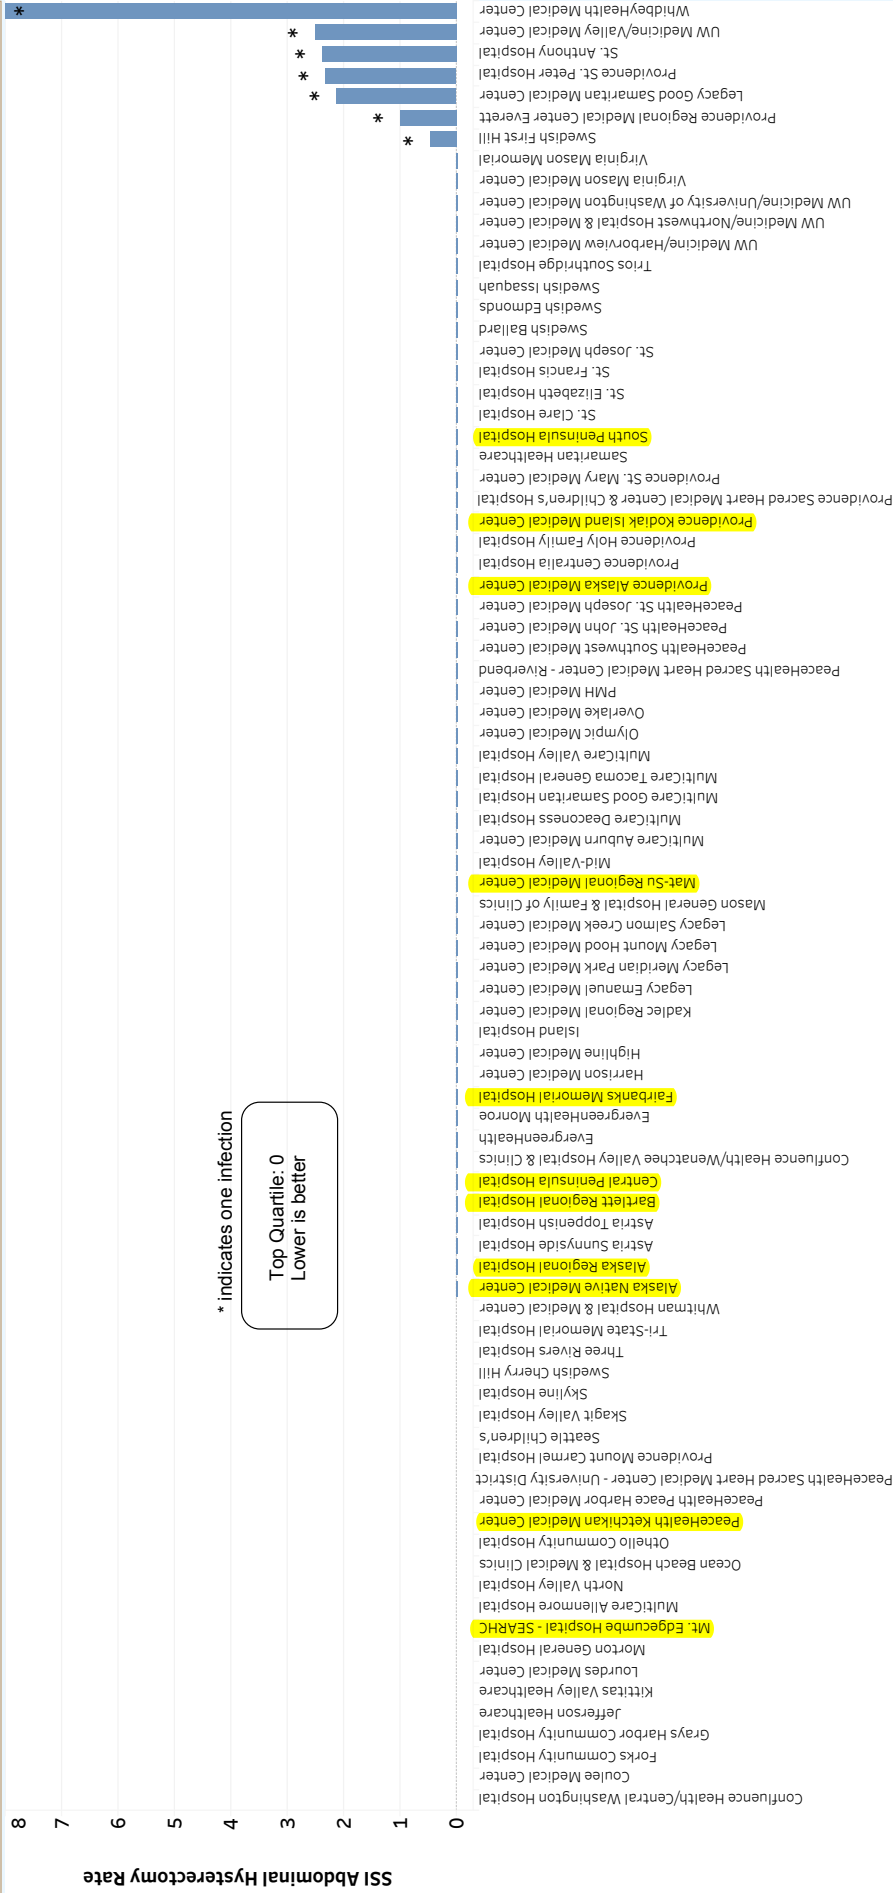 WhidbeyHealth Medical Center
*
UW Medicine/Valley Medical Center
*
St. Anthony Hospital
*
Providence St. Peter Hospital
*
Legacy Good Samaritan Medical Center
*
Providence Regional Medical Center Everett
*
Swedish First Hill
*
Virginia Mason Memorial
Virginia Mason Medical Center
UW Medicine/University of Washington Medical Center
UW Medicine/Northwest Hospital & Medical Center
UW Medicine/Harborview Medical Center
Trios Southridge Hospital
Swedish Issaquah
Swedish Edmonds
Swedish Ballard
St. Joseph Medical Center
St. Francis Hospital
St. Elizabeth Hospital
St. Clare Hospital
South Peninsula Hospital
Samaritan Healthcare
Providence St. Mary Medical Center
Providence Sacred Heart Medical Center & Children's Hospital
Providence Kodiak Island Medical Center
Providence Holy Family Hospital
Providence Centralia Hospital
Providence Alaska Medical Center
PeaceHealth St. Joseph Medical Center
PeaceHealth St. John Medical Center
PeaceHealth Southwest Medical Center
PeaceHealth Sacred Heart Medical Center - Riverbend
PMH Medical Center
Overlake Medical Center
Olympic Medical Center
MultiCare Valley Hospital
MultiCare Tacoma General Hospital
MultiCare Good Samaritan Hospital
MultiCare Deaconess Hospital
MultiCare Auburn Medical Center
Mid-Valley Hospital
Mat-Su Regional Medical Center
Mason General Hospital & Family of Clinics
Legacy Salmon Creek Medical Center
Legacy Mount Hood Medical Center
Legacy Meridian Park Medical Center
Legacy Emanuel Medical Center
Kadlec Regional Medical Center
Island Hospital
Highline Medical Center
Harrison Medical Center
Fairbanks Memorial Hospital
EvergreenHealth Monroe
EvergreenHealth
Confluence Health/Wenatchee Valley Hospital & Clinics
Central Peninsula Hospital
Bartlett Regional Hospital
Astria Toppenish Hospital
Astria Sunnyside Hospital
Alaska Regional Hospital
Alaska Native Medical Center
Whitman Hospital & Medical Center
Tri-State Memorial Hospital
Three Rivers Hospital
Swedish Cherry Hill
Skyline Hospital
Skagit Valley Hospital
Seattle Children's
Providence Mount Carmel Hospital
PeaceHealth Sacred Heart Medical Center - University District
PeaceHealth Peace Harbor Medical Center
PeaceHealth Ketchikan Medical Center
Othello Community Hospital
Ocean Beach Hospital & Medical Clinics
North Valley Hospital
MultiCare Allenmore Hospital
Mt. Edgecumbe Hospital - SEARHC
Morton General Hospital
Lourdes Medical Center
Kittitas Valley Healthcare
Jefferson Healthcare
Grays Harbor Community Hospital
Forks Community Hospital
Coulee Medical Center
Confluence Health/Central Washington Hospital
* indicates one infection
Top Quartile: 0
Lower is better
8
7
6
5
4
3
2
1
0
SSI Abdominal Hysterectomy Rate